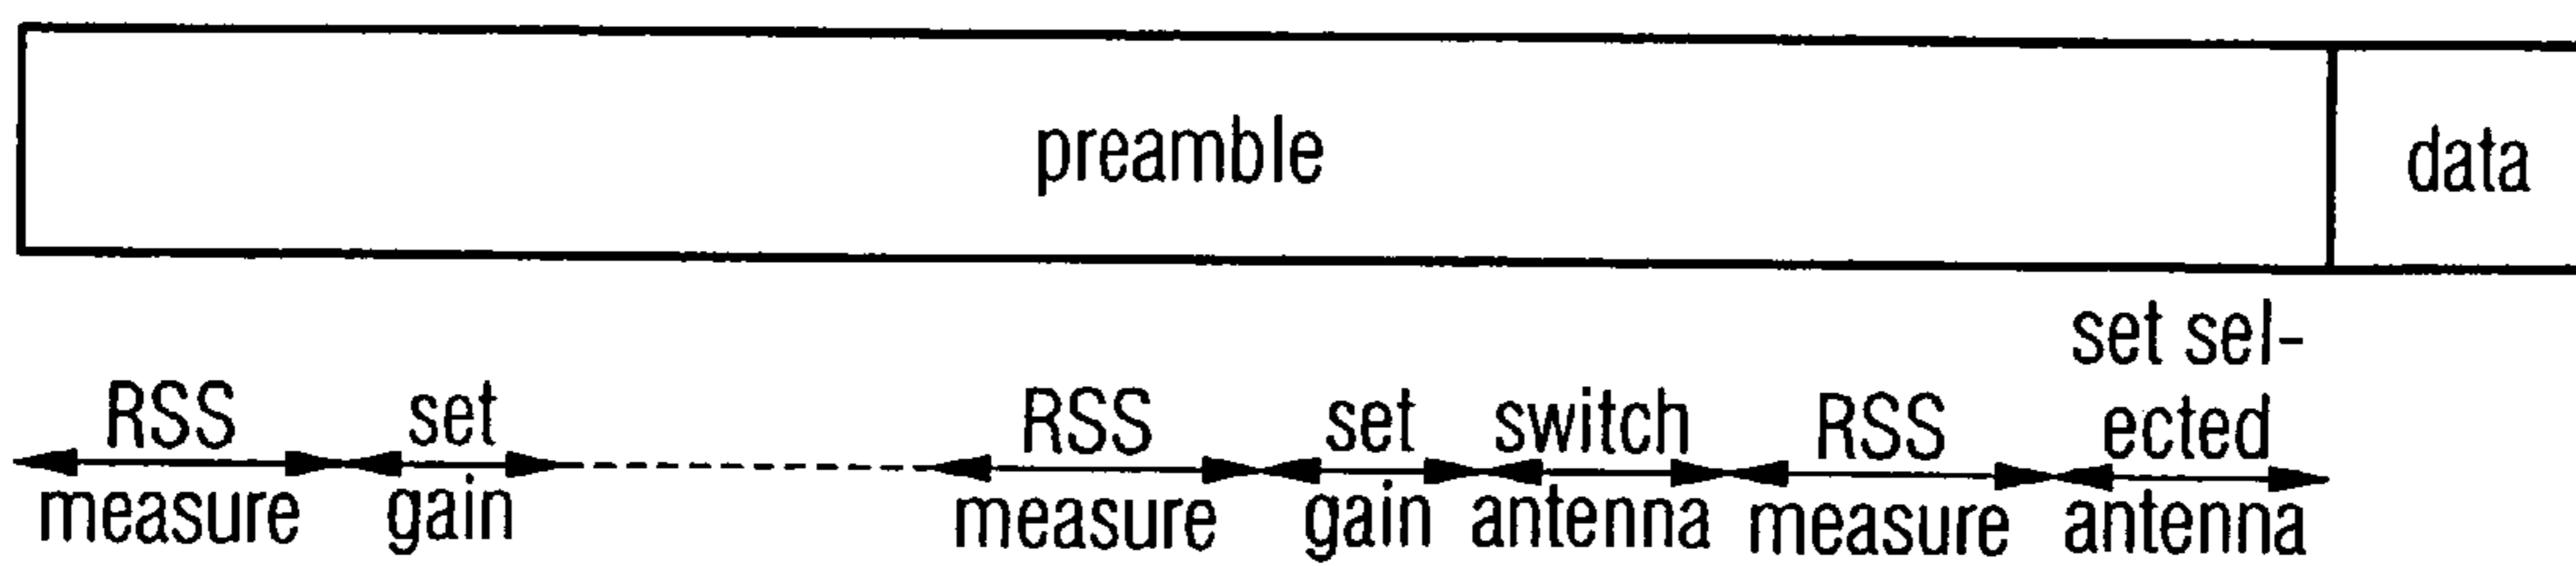 preamble
data
RSS
measure
set
gain
RSS
measure
set
gain
switch
antenna
RSS
measure
set sel-
ected
antenna